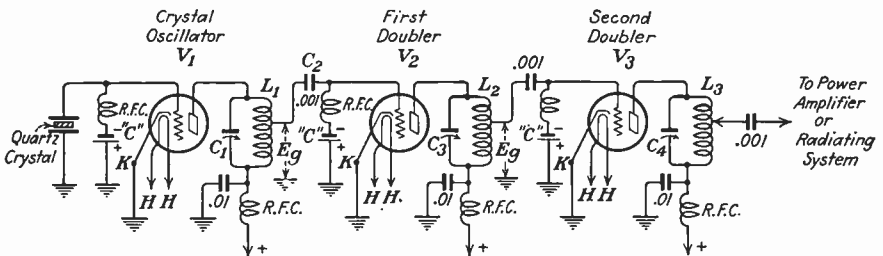 Crystal
Oscillator
V1
First
Doubler
V2
Second
Doubler
V3
Quartz
Crystal
R.F.C.
"C"
-
+
K
H H
C1
L1
.01
R.F.C.
+
Eg
C2
.001
R.F.C.
"C"
-
+
K
H H.
C3
L2
.01
R.F.C.
+
Eg
.001
"C"
-
+
K
H H
C4
L3
.01
R.F.C.
+
.001
To Power
Amplifier
or
Radiating
System